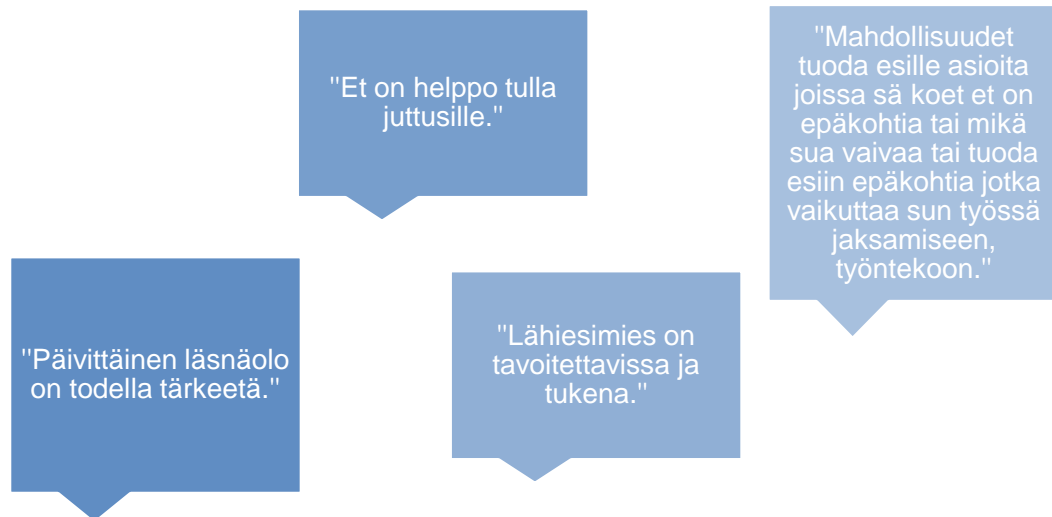 "Et on helppo tulla
juttusille."
"Mahdollisuudet
tuoda esille asioita
joissa sä koet et on
epäkohtia tai mikä
sua vaivaa tai tuoda
esiin epäkohtia jotka
vaikuttaa sun työssä
jaksamiseen,
työntekoon."
"Päivittäinen läsnäolo
on todella tärkeetä."
"Lähiesimies on
tavoitettavissa ja
tukena."